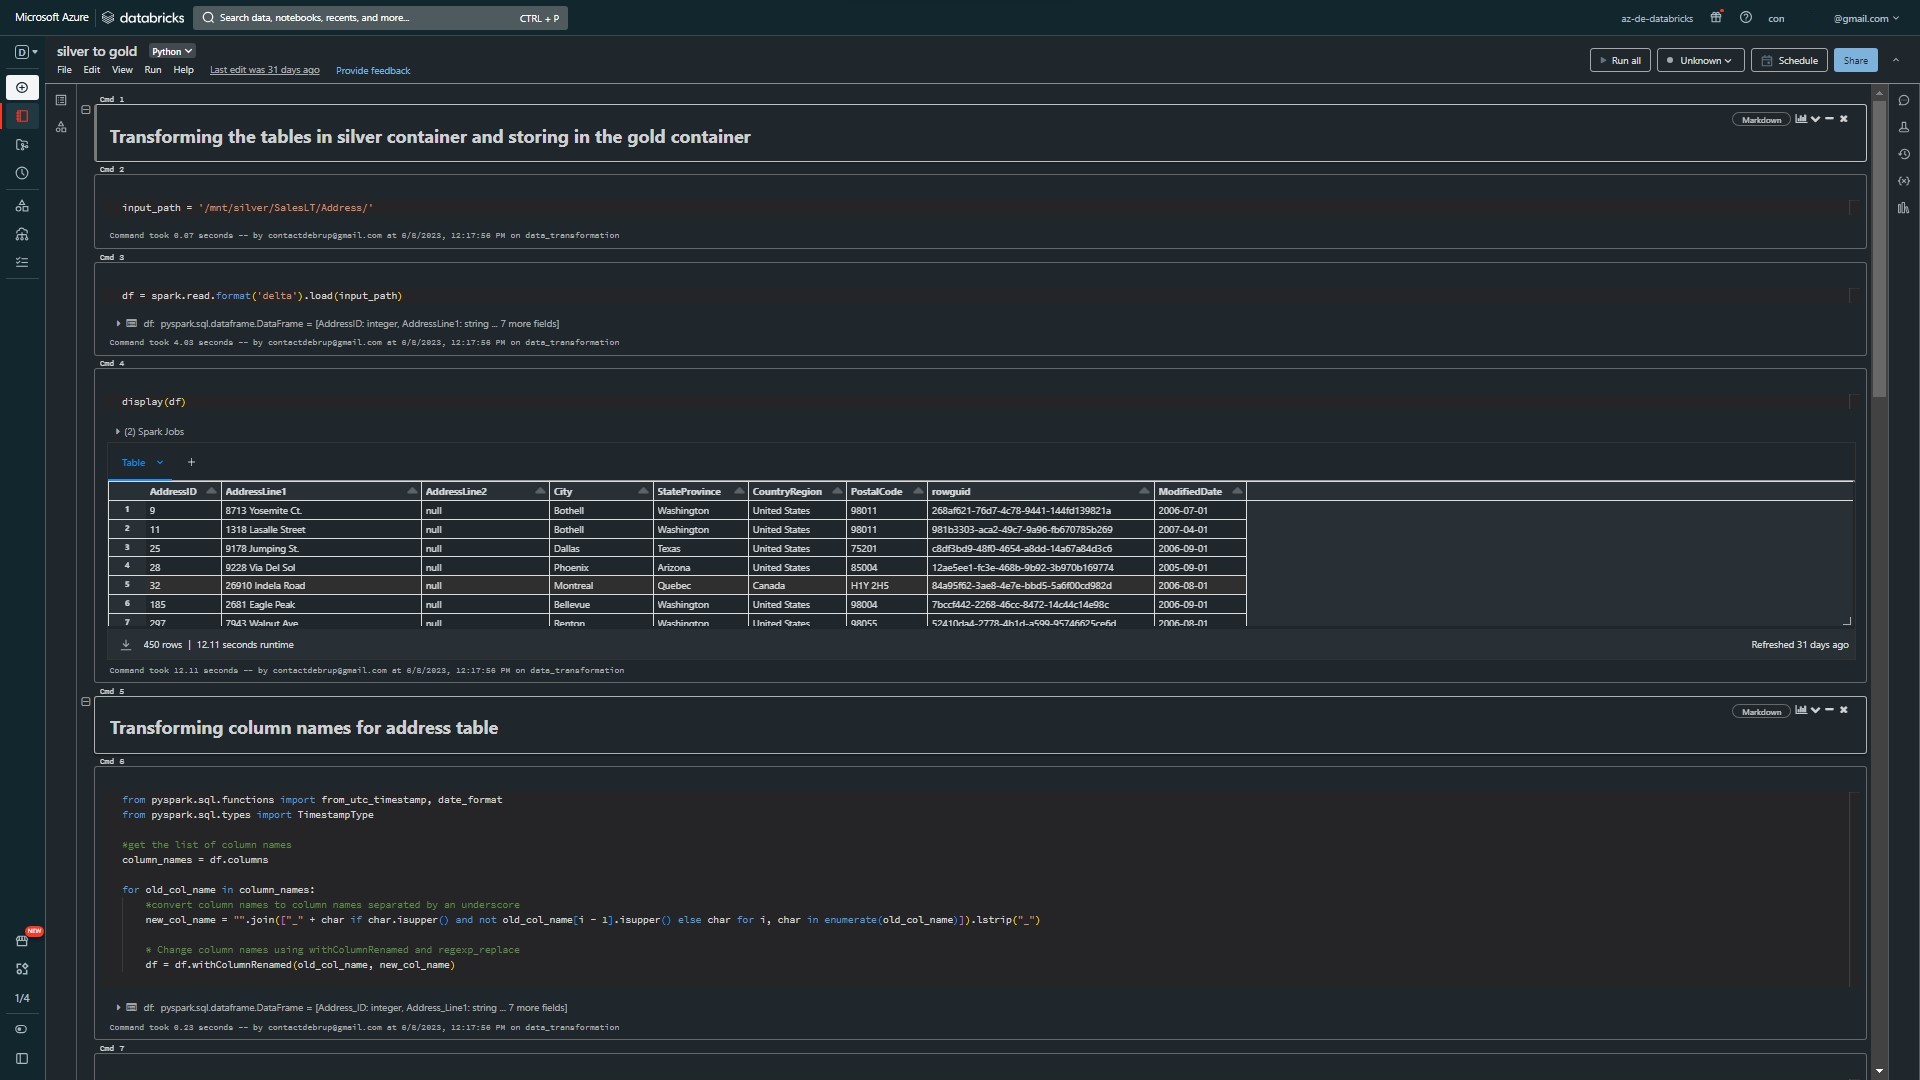 Microsoft Azure databricks Search data, notebooks, recents, and more... CTRL + P az-de-databricks con @gmail.com
D silver to gold Python
File Edit View Run Help Last edit was 31 days ago Provide feedback Run all Unknown Schedule Share
Cmd 1
Transforming the tables in silver container and storing in the gold container
Markdown
Cmd 2
input_path = '/mnt/silver/SalesLT/Address/'
Command took 0.07 seconds -- by contactdebrup@gmail.com at 6/8/2023, 12:17:56 PM on data_transformation
Cmd 3
df = spark.read.format('delta').load(input_path)
df: pyspark.sql.dataframe.DataFrame = [AddressID: integer, AddressLine1: string ... 7 more fields]
Command took 4.03 seconds -- by contactdebrup@gmail.com at 6/8/2023, 12:17:56 PM on data_transformation
Cmd 4
display(df)
(2) Spark Jobs
Table +
AddressID AddressLine1 AddressLine2 City StateProvince CountryRegion PostalCode rowguid ModifiedDate
1 9 8713 Yosemite Ct. null Bothell Washington United States 98011 268af621-76d7-4c78-9441-144fd139821a 2006-07-01
2 11 1318 Lasalle Street null Bothell Washington United States 98011 981b3303-aca2-49c7-9a96-fb670785b269 2007-04-01
3 25 9178 Jumping St. null Dallas Texas United States 75201 c8df3bd9-48f0-4654-a8dd-14a67a84d3c6 2006-09-01
4 28 9228 Via Del Sol null Phoenix Arizona United States 85004 12ae5ee1-fc3e-468b-9b92-3b970b169774 2005-09-01
5 32 26910 Indela Road null Montreal Quebec Canada H1Y 2H5 84a95f62-3ae8-4e7e-bbd5-5a6f00cd982d 2006-08-01
6 185 2681 Eagle Peak null Bellevue Washington United States 98004 7bccf442-2268-46cc-8472-14c44c14e98c 2006-09-01
7 297 7943 Walnut Ave null Renton Washington United States 98055 52410da4-2778-4b1d-a599-95746625ce6d 2006-08-01
450 rows | 12.11 seconds runtime Refreshed 31 days ago
Command took 12.11 seconds -- by contactdebrup@gmail.com at 6/8/2023, 12:17:56 PM on data_transformation
Cmd 5
Transforming column names for address table
Markdown
Cmd 6
from pyspark.sql.functions import from_utc_timestamp, date_format
from pyspark.sql.types import TimestampType
#get the list of column names
column_names = df.columns
for old_col_name in column_names:
#convert column names to column names separated by an underscore
new_col_name = "".join(["_" + char if char.isupper() and not old_col_name[i - 1].isupper() else char for i, char in enumerate(old_col_name)]).lstrip("_")
# Change column names using withColumnRenamed and regexp_replace
df = df.withColumnRenamed(old_col_name, new_col_name)
NEW
1/4
df: pyspark.sql.dataframe.DataFrame = [Address_ID: integer, Address_Line1: string ... 7 more fields]
Command took 0.23 seconds -- by contactdebrup@gmail.com at 6/8/2023, 12:17:56 PM on data_transformation
Cmd 7